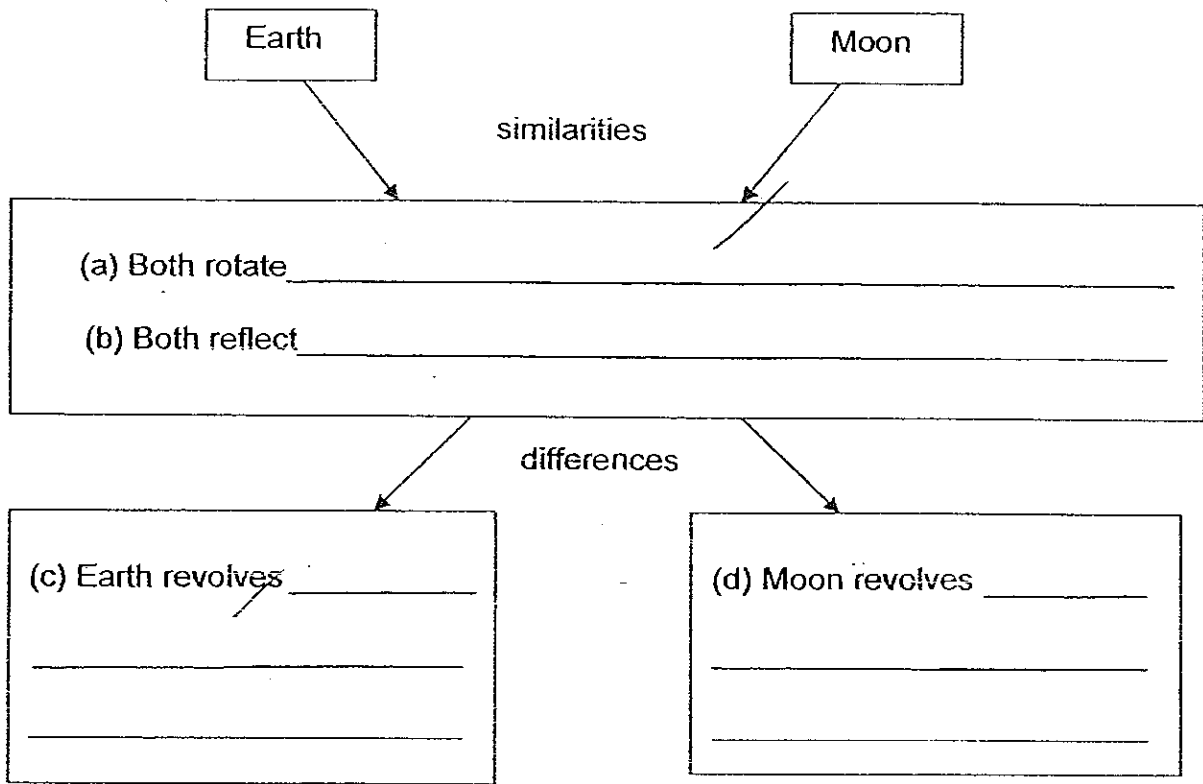 Earth
Moon
similarities
(a) Both rotate
(b) Both reflect
differences
(c) Earth revolves
(d) Moon revolves